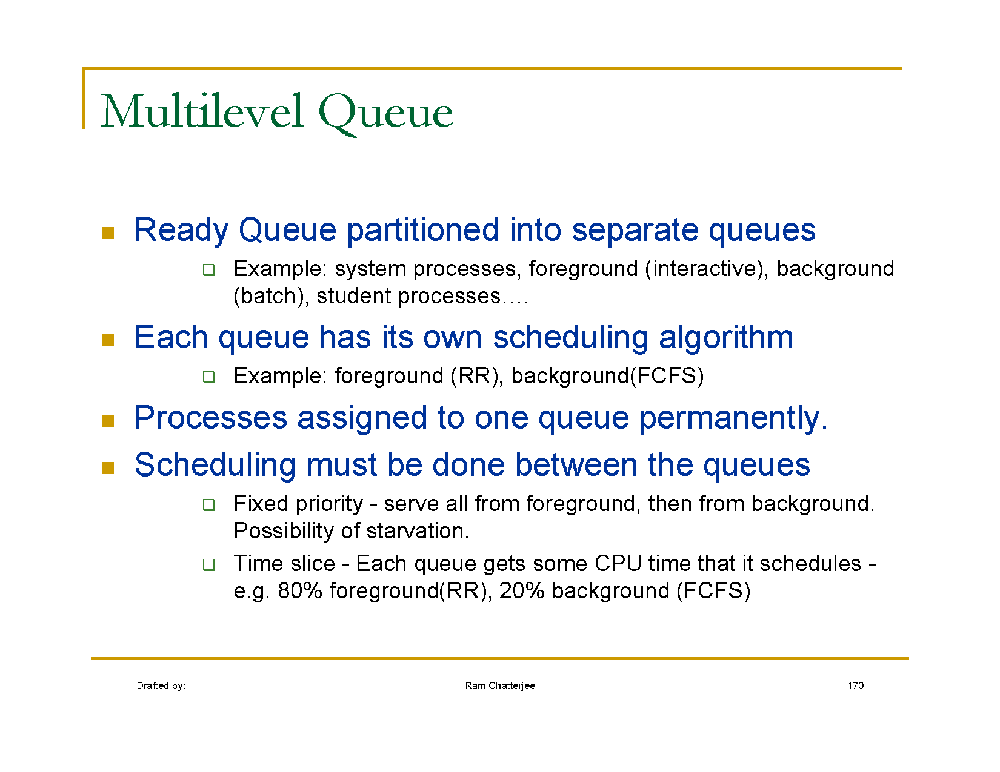 Multilevel Queue
Ready Queue partitioned into separate queues
Example: system processes, foreground (interactive), background
(batch), student processes….
Each queue has its own scheduling algorithm
Example: foreground (RR), background(FCFS)
Processes assigned to one queue permanently.
Scheduling must be done between the queues
Fixed priority - serve all from foreground, then from background.
Possibility of starvation.
Time slice - Each queue gets some CPU time that it schedules -
e.g. 80% foreground(RR), 20% background (FCFS)
Drafted by: Ram Chatterjee 170